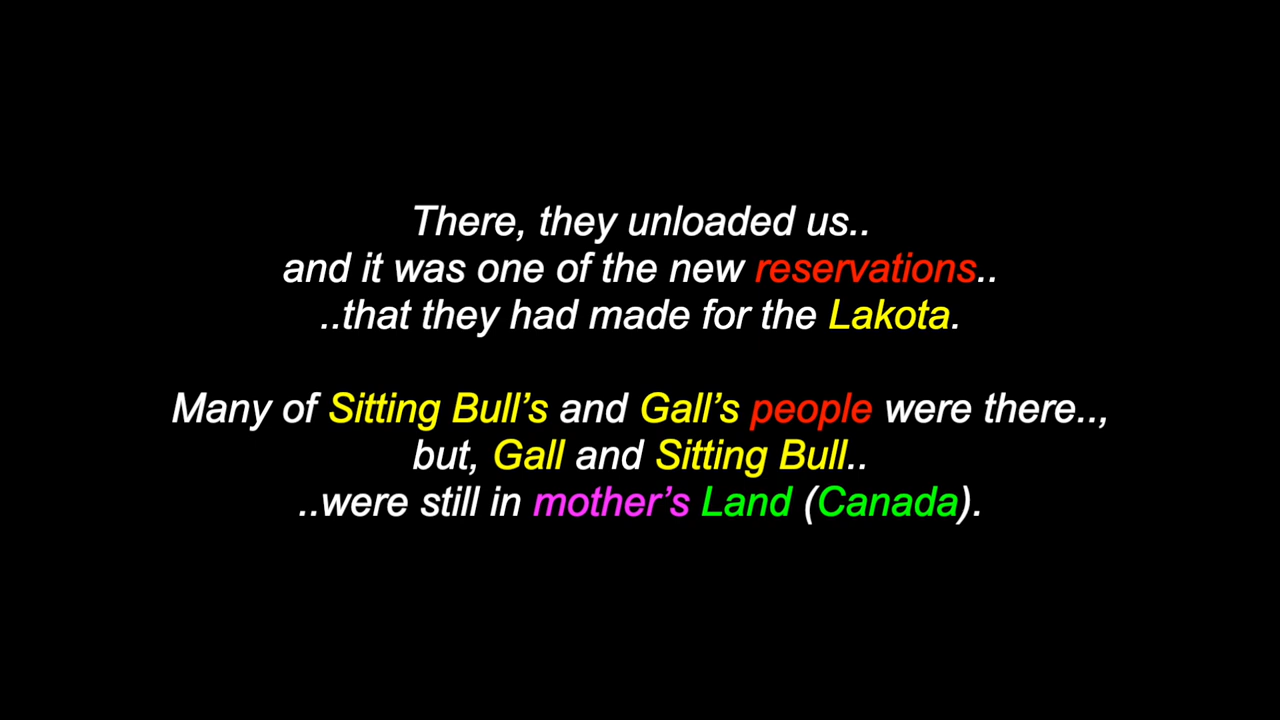 There, they unloaded us..
and it was one of the new reservations..
..that they had made for the Lakota.
Many of Sitting Bull’s and Gall’s people were there..,
but, Gall and Sitting Bull..
..were still in mother’s Land (Canada).